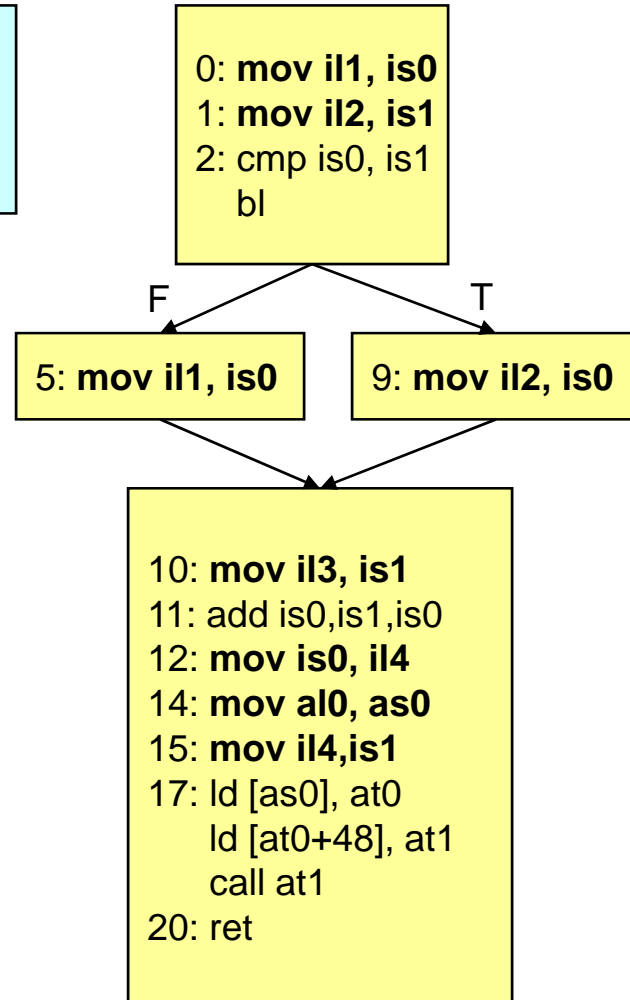 0: mov il1, is0
1: mov il2, is1
2: cmp is0, is1
bl
F
T
5: mov il1, is0
9: mov il2, is0
10: mov il3, is1
11: add is0,is1,is0
12: mov is0, il4
14: mov al0, as0
15: mov il4,is1
17: ld [as0], at0
ld [at0+48], at1
call at1
20: ret